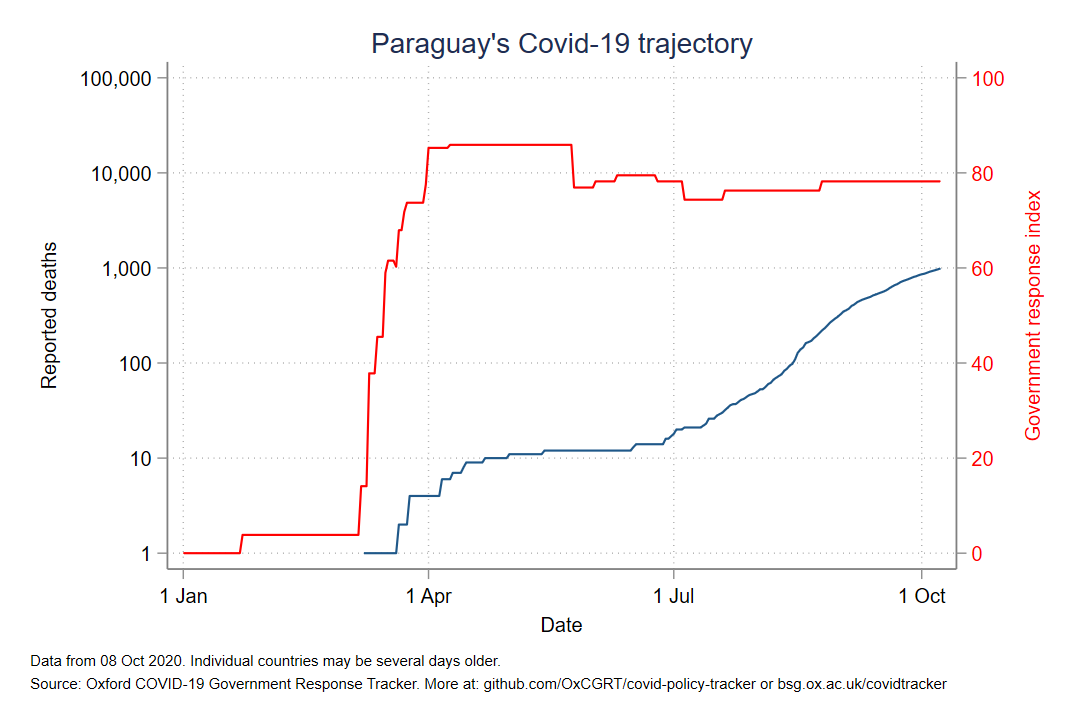 Paraguay's Covid-19 trajectory
100,000
10,000
1,000
100
10
1
Reported deaths
100
80
60
40
20
0
Government response index
1 Jan
1 Apr
1 Jul
1 Oct
Date
Data from 08 Oct 2020. Individual countries may be several days older.
Source: Oxford COVID-19 Government Response Tracker. More at: github.com/OxCGRT/covid-policy-tracker or bsg.ox.ac.uk/covidtracker